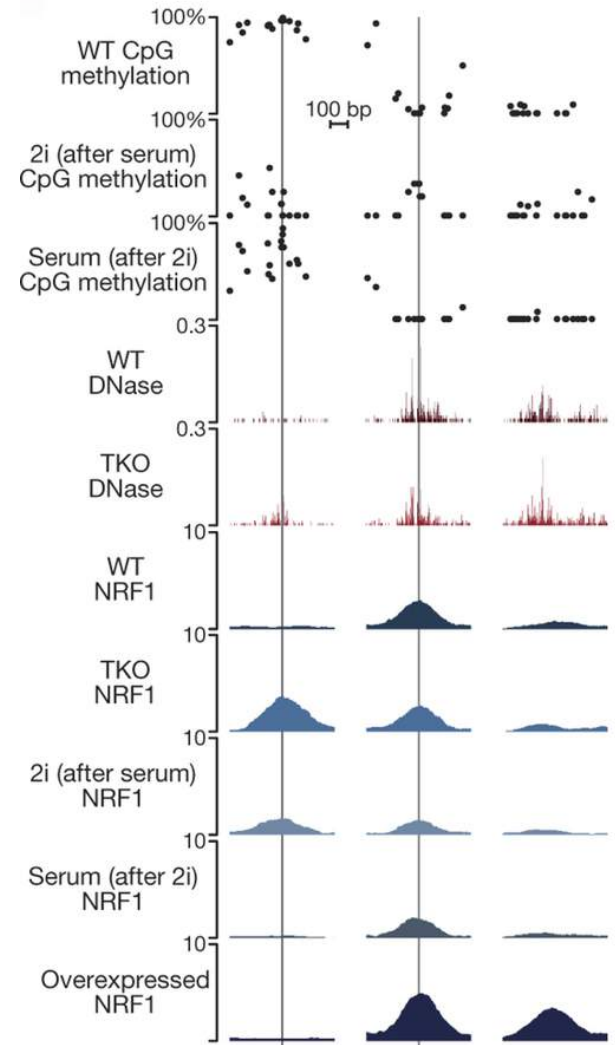 100%
WT CpG
methylation
100 bp
100%
2i (after serum)
CpG methylation
100%
Serum (after 2i)
CpG methylation
0.3
WT
DNase
0.3
TKO
DNase
10
WT
NRF1
10
TKO
NRF1
10
2i (after serum)
NRF1
10
Serum (after 2i)
NRF1
10
Overexpressed
NRF1